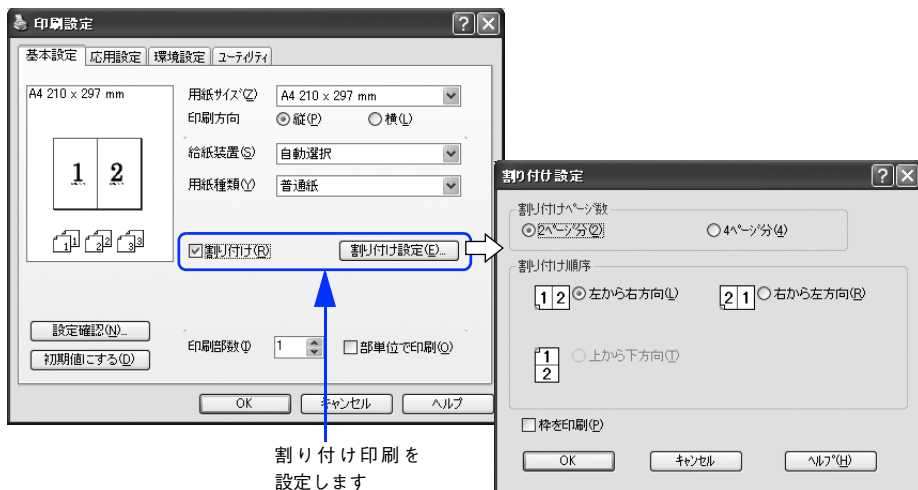 印刷設定
基本設定 応用設定 環境設定 ユーティリティ
A4 210 x 297 mm
1 2
1 1 2 2 3 3
用紙サイズ(Z) A4 210 x 297 mm
印刷方向 縦(P) 横(L)
給紙装置(S) 自動選択
用紙種類(Y) 普通紙
割り付け(R) 割り付け設定(E)...
設定確認(N)...
初期値にする(D)
印刷部数(I) 1 部単位で印刷(O)
OK キャンセル ヘルプ
割り付け印刷を
設定します
割り付け設定
割り付けページ数
2ページ分(2) 4ページ分(4)
割り付け順序
1 2 左から右方向(L) 2 1 右から左方向(R)
1
2
上から下方向(T)
枠を印刷(P)
OK キャンセル ヘルプ(H)